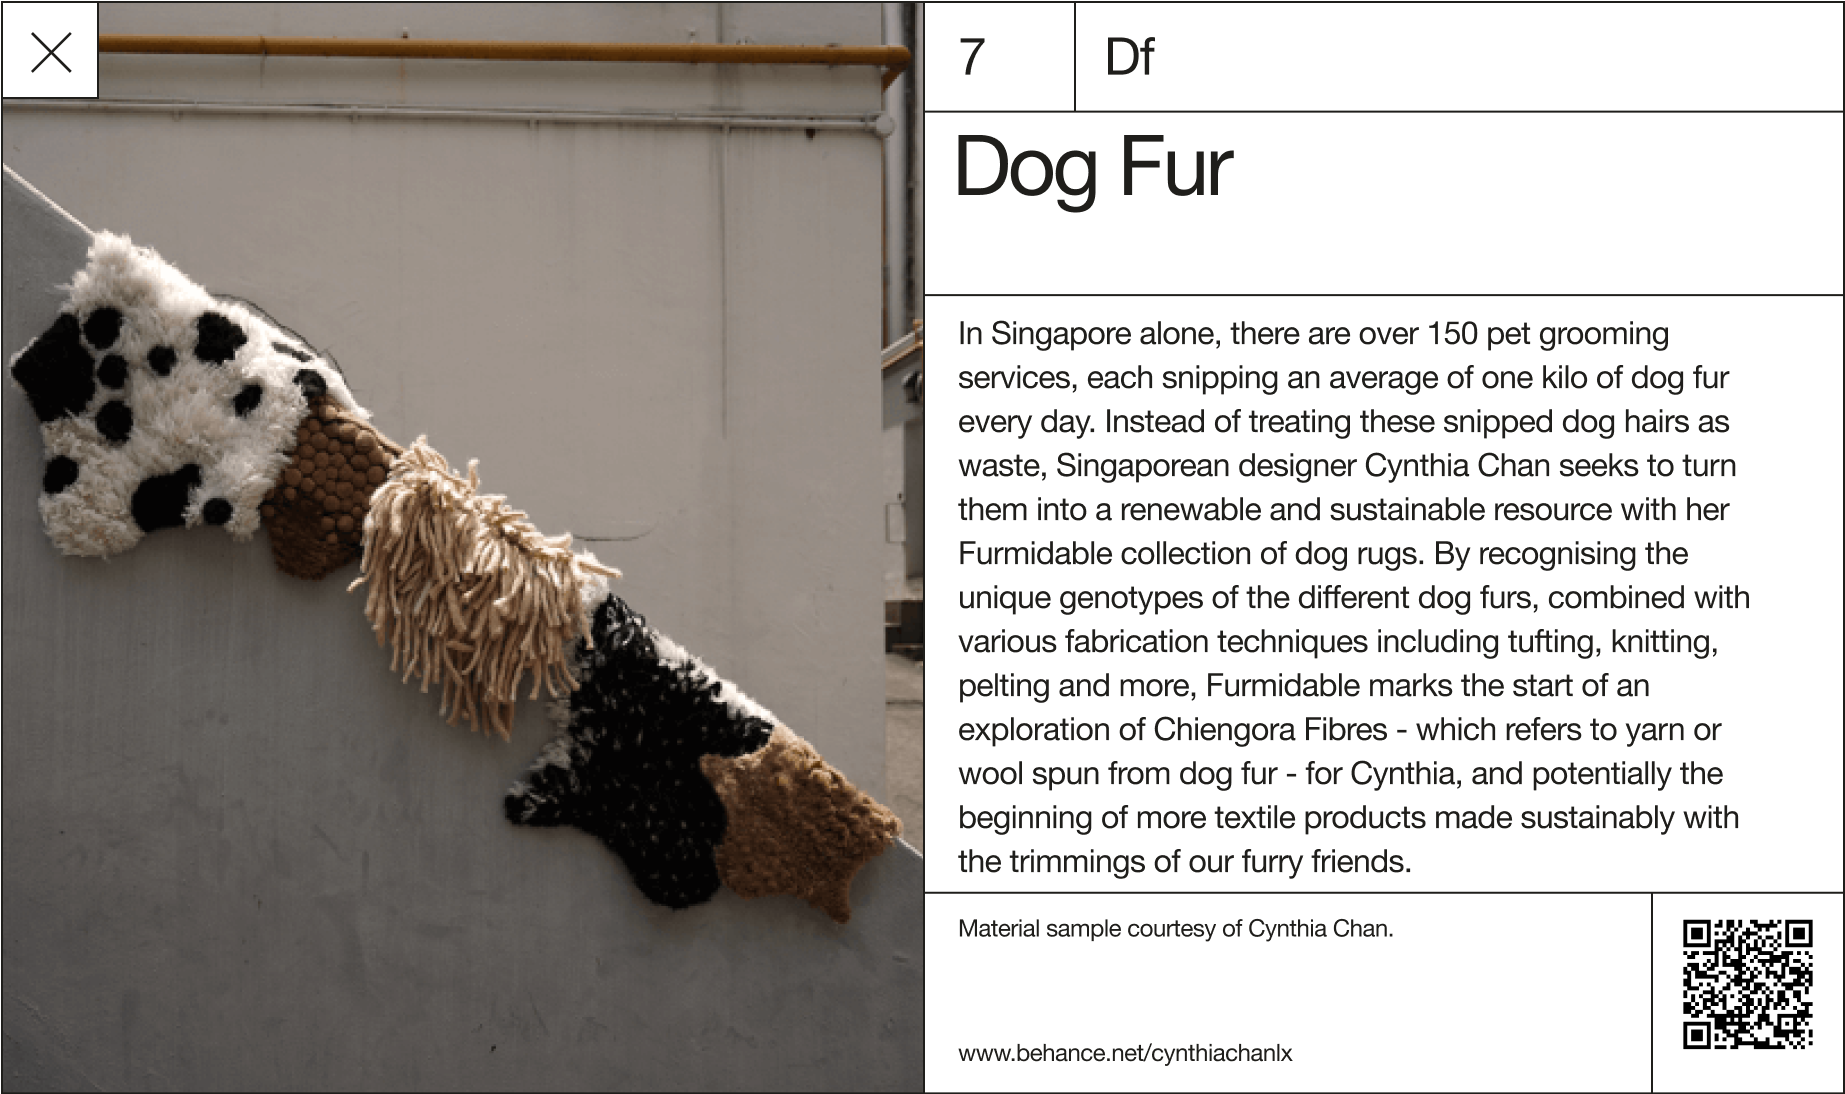 7
Df
Dog Fur
In Singapore alone, there are over 150 pet grooming
services, each snipping an average of one kilo of dog fur
every day. Instead of treating these snipped dog hairs as
waste, Singaporean designer Cynthia Chan seeks to turn
them into a renewable and sustainable resource with her
Furmidable collection of dog rugs. By recognising the
unique genotypes of the different dog furs, combined with
various fabrication techniques including tufting, knitting,
pelting and more, Furmidable marks the start of an
exploration of Chiengora Fibres - which refers to yarn or
wool spun from dog fur - for Cynthia, and potentially the
beginning of more textile products made sustainably with
the trimmings of our furry friends.
Material sample courtesy of Cynthia Chan.
www.behance.net/cynthiachanlx